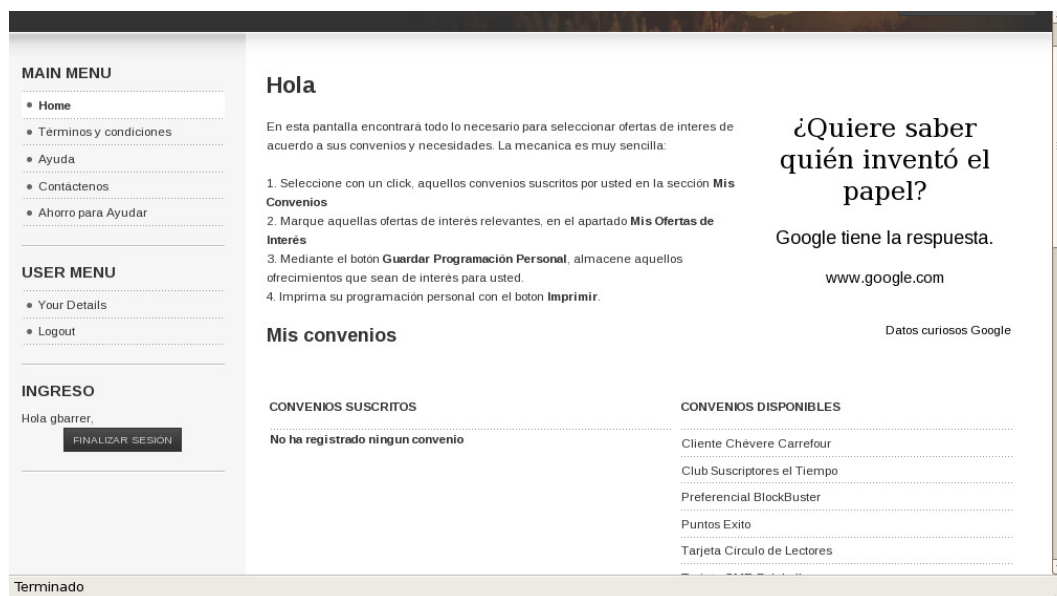 MAIN MENU
Home
Términos y condiciones
Ayuda
Contáctenos
Ahorro para Ayudar
USER MENU
Your Details
Logout
INGRESO
Hola gbarrer,
FINALIZAR SESIÓN
Hola
En esta pantalla encontrará todo lo necesario para seleccionar ofertas de interes de
acuerdo a sus convenios y necesidades. La mecanica es muy sencilla:
1. Seleccione con un click, aquellos convenios suscritos por usted en la sección Mis
Convenios
2. Marque aquellas ofertas de interés relevantes, en el apartado Mis Ofertas de
Interés
3. Mediante el botón Guardar Programación Personal, almacene aquellos
ofrecimientos que sean de interés para usted.
4. Imprima su programación personal con el boton Imprimir.
¿Quiere saber
quién inventó el
papel?
Google tiene la respuesta.
www.google.com
Datos curiosos Google
Mis convenios
CONVENIOS SUSCRITOS
No ha registrado ningun convenio
CONVENIOS DISPONIBLES
Cliente Chévere Carrefour
Club Suscriptores el Tiempo
Preferencial BlockBuster
Puntos Exito
Tarjeta Círculo de Lectores
Terminado